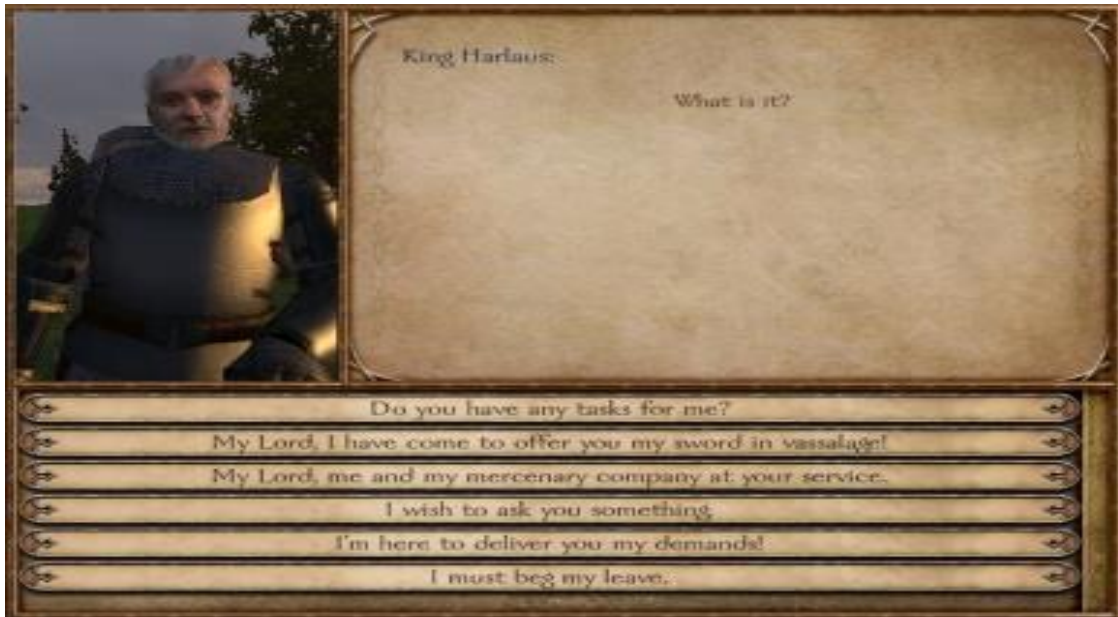 King Harlaus:
What is it?
Do you have any tasks for me?
My Lord, I have come to offer you my sword in vassalage!
My Lord, me and my mercenary company at your service.
I wish to ask you something.
I'm here to deliver you my demands!
I must beg my leave.